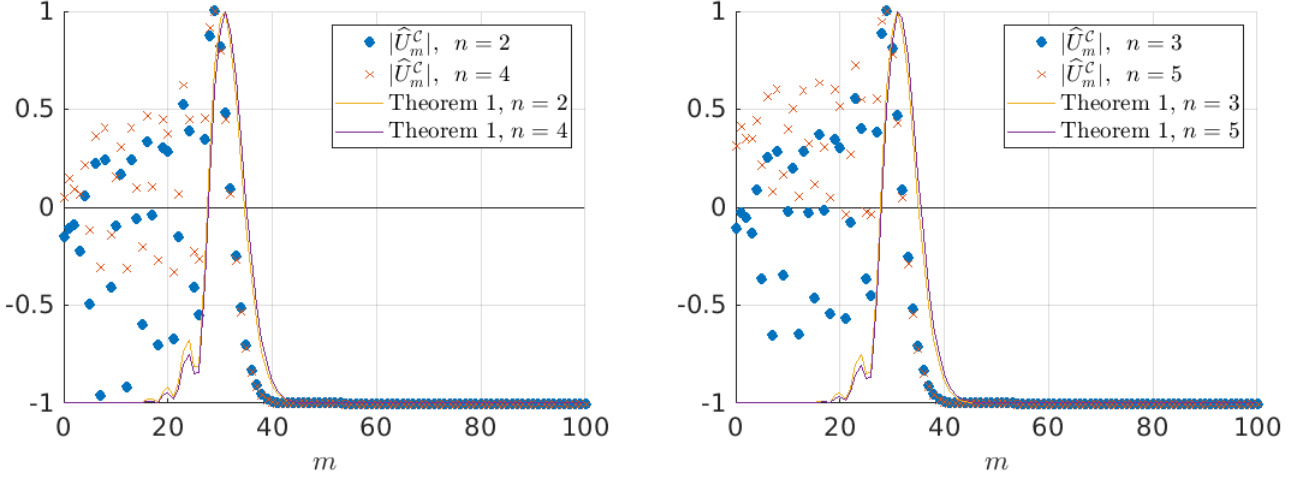 1
0.5
0
-0.5
-1
0 20 40 60 80 100
m
|Û_m^𝒞|, n = 2
|Û_m^𝒞|, n = 4
Theorem 1, n = 2
Theorem 1, n = 4
1
0.5
0
-0.5
-1
0 20 40 60 80 100
m
|Û_m^𝒞|, n = 3
|Û_m^𝒞|, n = 5
Theorem 1, n = 3
Theorem 1, n = 5